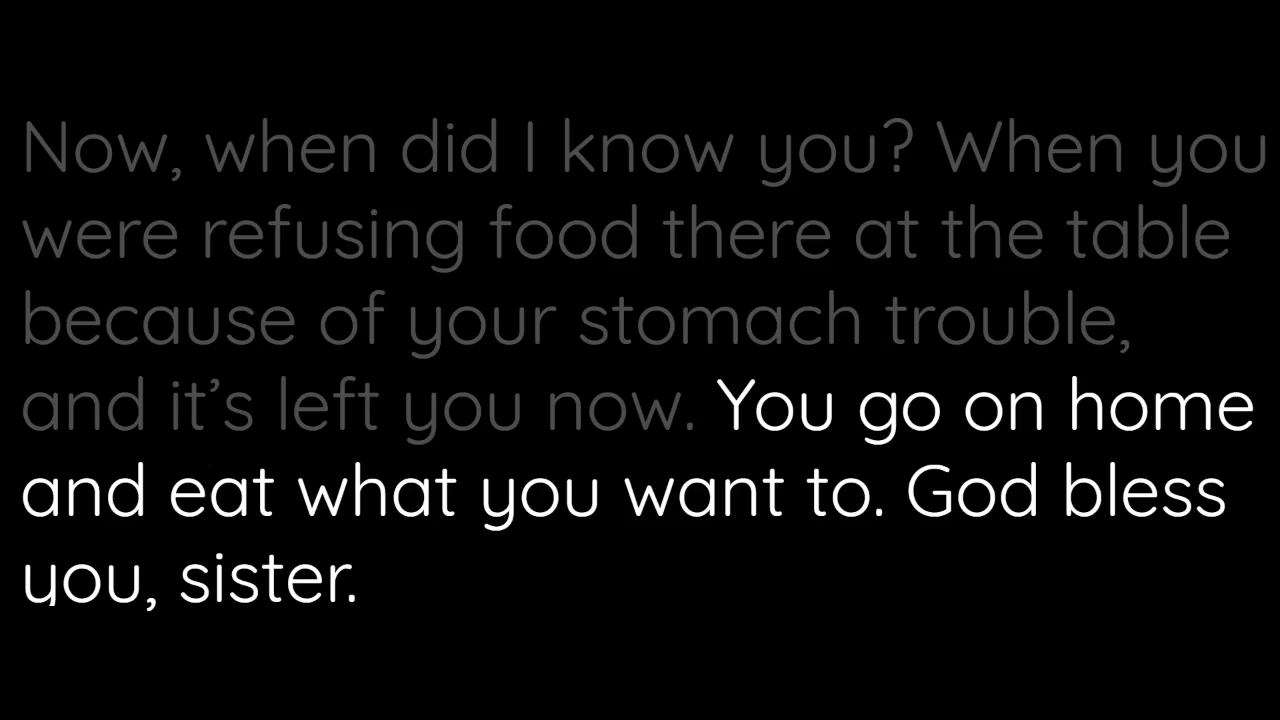 Now, when did I know you? When you
were refusing food there at the table
because of your stomach trouble,
and it’s left you now. You go on home
and eat what you want to. God bless
you, sister.